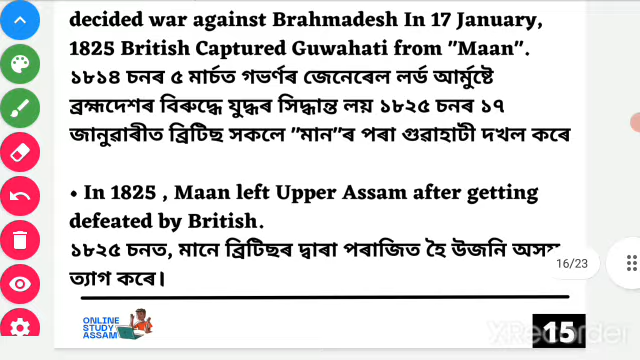 decided war against Brahmadesh In 17 January,
1825 British Captured Guwahati from "Maan".
১৮১৪ চনৰ ৫ মাৰ্চত গভৰ্ণৰ জেনেৰেল লৰ্ড আৰ্মুষ্টে
ব্ৰহ্মদেশৰ বিৰুদ্ধে যুদ্ধৰ সিদ্ধান্ত লয় ১৮২৫ চনৰ ১৭
জানুৱাৰীত ব্ৰিটিছ সকলে "মান"ৰ পৰা গুৱাহাটী দখল কৰে
• In 1825 , Maan left Upper Assam after getting
defeated by British.
১৮২৫ চনত, মানে ব্ৰিটিছৰ দ্বাৰা পৰাজিত হৈ উজনি
ত্যাগ কৰে।
16/23
ONLINE
STUDY
ASSAM
15
XRecorder